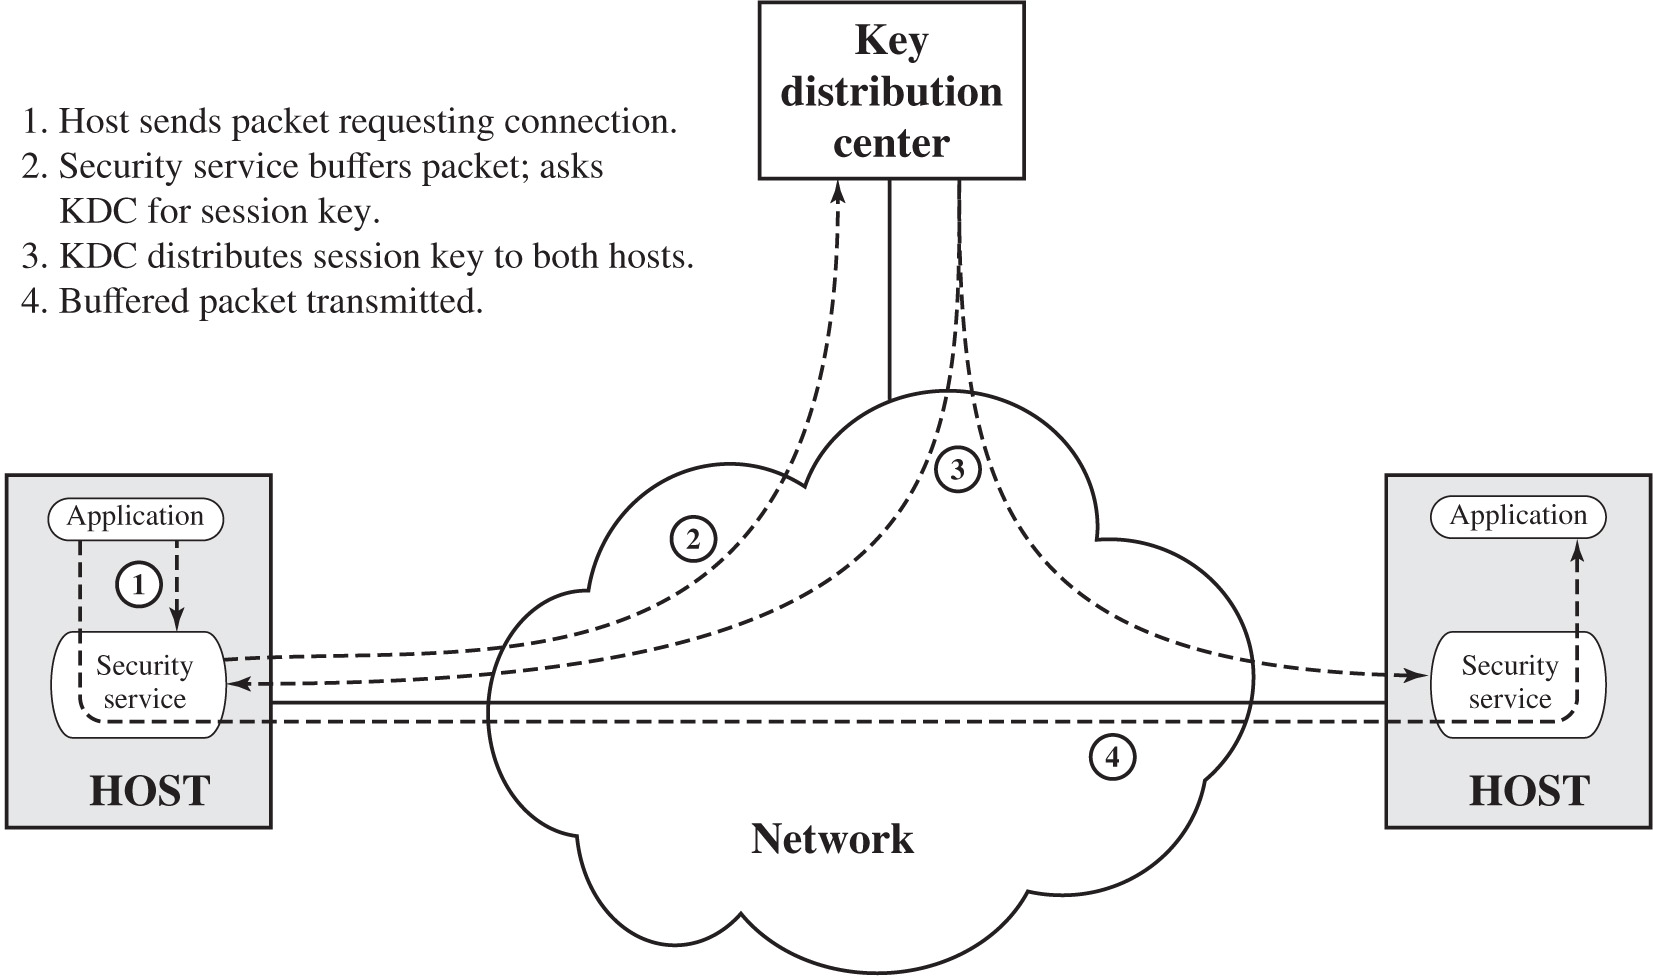 Key
distribution
center
1. Host sends packet requesting connection.
2. Security service buffers packet; asks
KDC for session key.
3. KDC distributes session key to both hosts.
4. Buffered packet transmitted.
3
2
Application
1
Security
service
HOST
Application
Security
service
HOST
4
Network